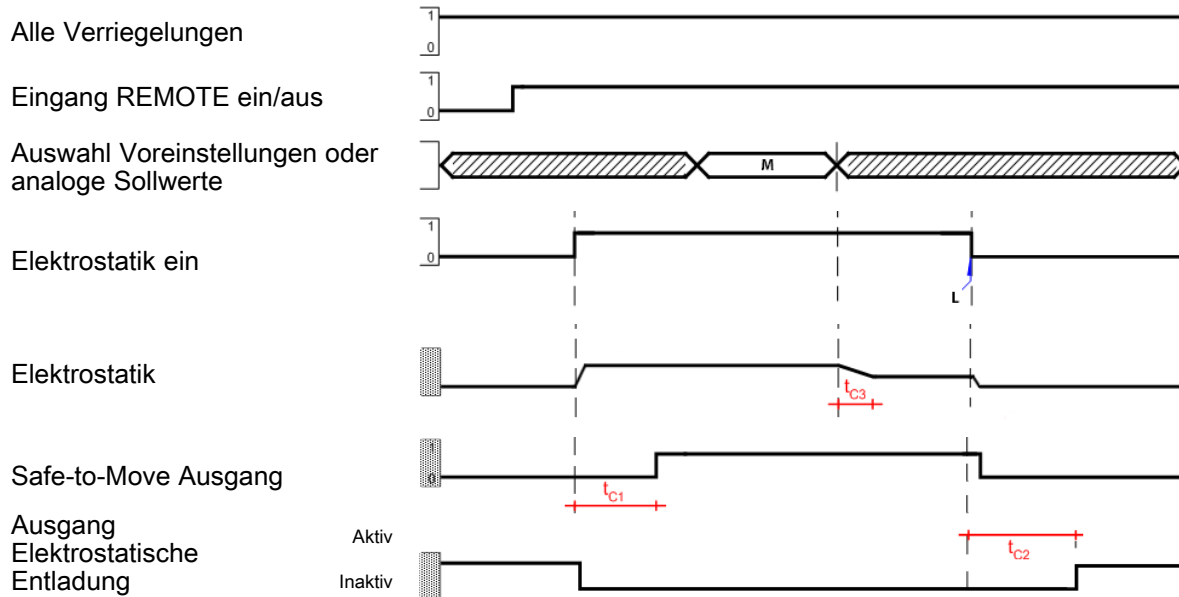 1
Alle Verriegelungen
0
1
Eingang REMOTE ein/aus
0
Auswahl Voreinstellungen oder
analoge Sollwerte
M
1
Elektrostatik ein
0
L
Elektrostatik
tC3
1
Safe-to-Move Ausgang
0
tC1
Ausgang
Elektrostatische
Entladung
Aktiv
Inaktiv
tC2